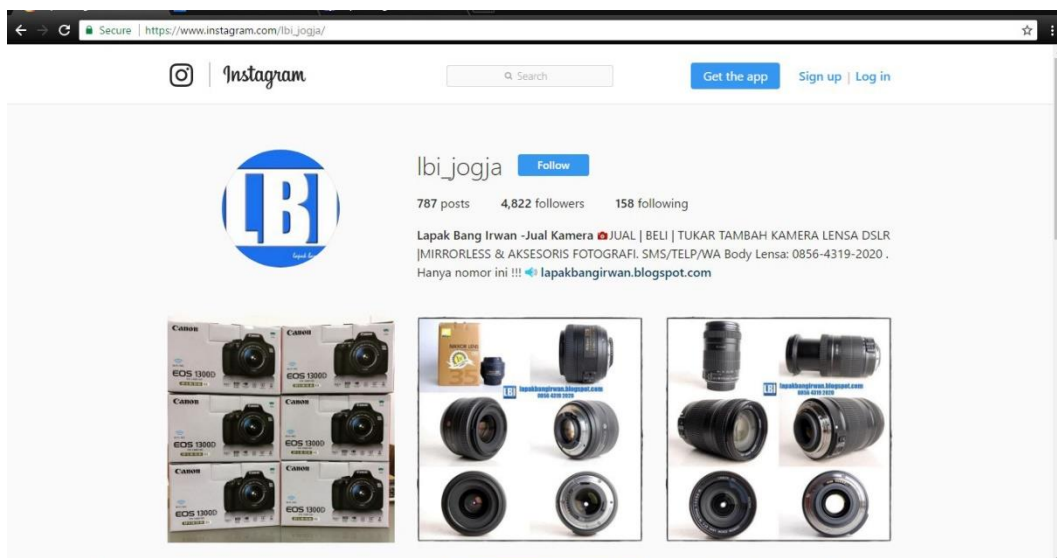 Secure | https://www.instagram.com/lbi_jogja/
Instagram
Search
Get the app
Sign up | Log in
LBI
lbi_jogja Follow
787 posts 4,822 followers 158 following
Lapak Bang Irwan -Jual Kamera JUAL | BELI | TUKAR TAMBAH KAMERA LENSA DSLR
|MIRRORLESS & AKSESORIS FOTOGRAFI. SMS/TELP/WA Body Lensa: 0856-4319-2020 .
Hanya nomor ini !!! lapakbangirwan.blogspot.com
Canon Canon
EOS 1300D EOS 1300D
Canon Canon
EOS 1300D EOS 1300D
Canon Canon
EOS 1300D EOS 1300D
NIKKOR LENS
35
LBI lapakbangirwan.blogspot.com
0856 4319 2020
LBI lapakbangirwan.blogspot.com
0856 4319 2020